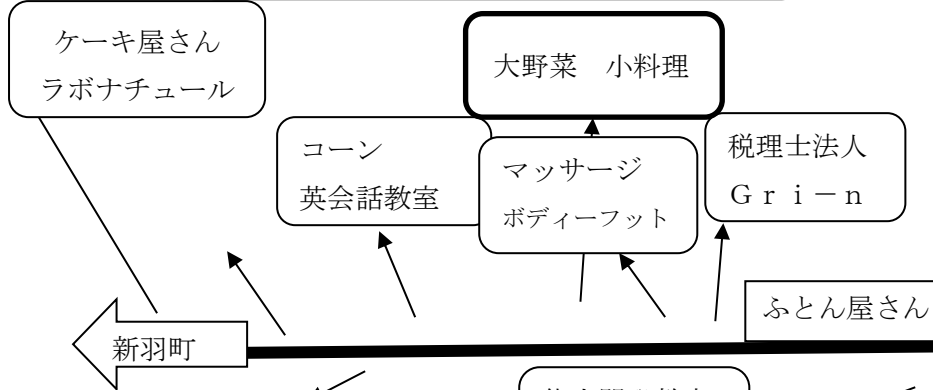 ケーキ屋さん
ラボナチュール
大野菜　小料理
コーン
英会話教室
マッサージ
ボディーフット
税理士法人
Ｇｒｉ－ｎ
ふとん屋さん
新羽町